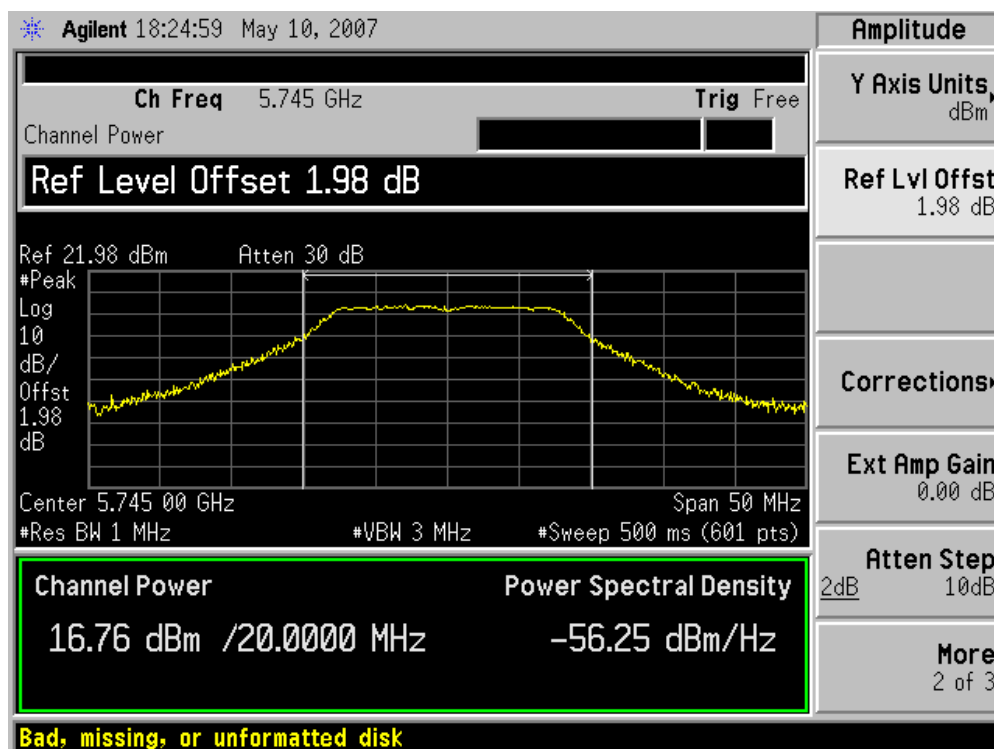 Agilent 18:24:59 May 10, 2007
Ch Freq 5.745 GHz Trig Free
Channel Power
Ref Level Offset 1.98 dB
Ref 21.98 dBm Atten 30 dB
#Peak
Log
10
dB/
Offst
1.98
dB
Center 5.745 00 GHz Span 50 MHz
#Res BW 1 MHz #VBW 3 MHz #Sweep 500 ms (601 pts)
Channel Power Power Spectral Density
16.76 dBm /20.0000 MHz -56.25 dBm/Hz
Bad, missing, or unformatted disk
Amplitude
Y Axis Units
dBm
Ref Lvl Offst
1.98 dB
Corrections
Ext Amp Gain
0.00 dB
Atten Step
2dB 10dB
More
2 of 3